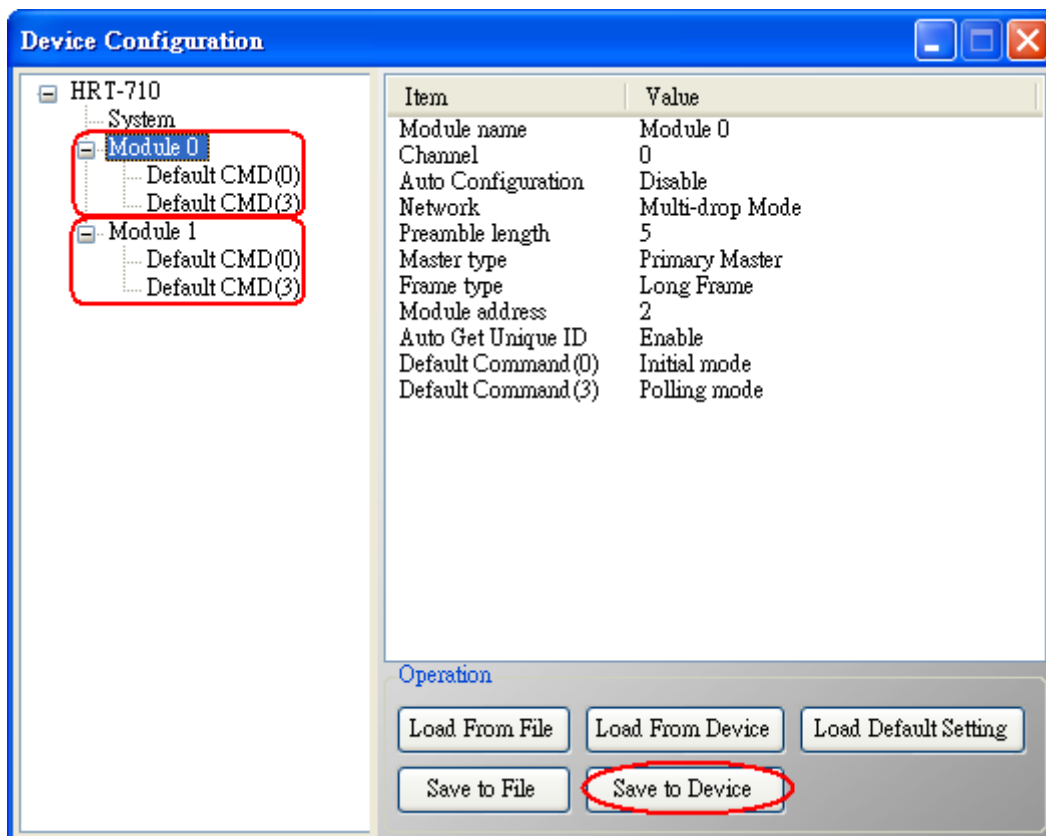 Device Configuration
HRT-710
System
Module 0
Default CMD(0)
Default CMD(3)
Module 1
Default CMD(0)
Default CMD(3)
Item Value
Module name Module 0
Channel 0
Auto Configuration Disable
Network Multi-drop Mode
Preamble length 5
Master type Primary Master
Frame type Long Frame
Module address 2
Auto Get Unique ID Enable
Default Command(0) Initial mode
Default Command(3) Polling mode
Operation
Load From File Load From Device Load Default Setting
Save to File Save to Device